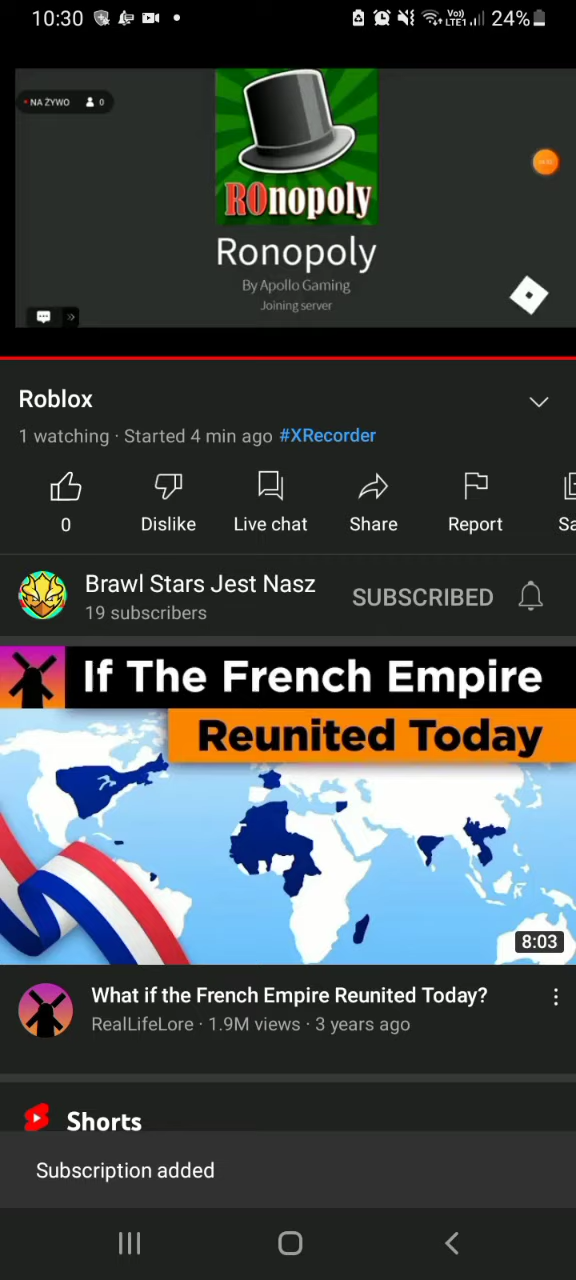 10:30
Vo)) LTE1 24%
NA ŻYWO 0
ROnopoly
Ronopoly
By Apollo Gaming
Joining server
Roblox
1 watching · Started 4 min ago #XRecorder
0 Dislike Live chat Share Report Sa
Brawl Stars Jest Nasz
19 subscribers
SUBSCRIBED
If The French Empire
Reunited Today
8:03
What if the French Empire Reunited Today?
RealLifeLore · 1.9M views · 3 years ago
Shorts
Subscription added